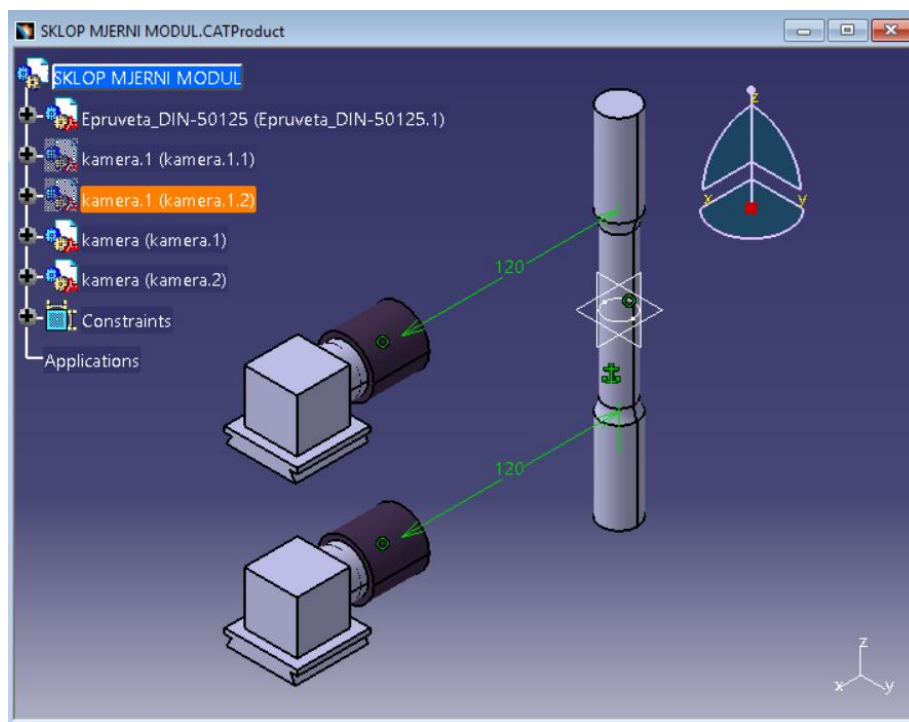 SKLOP MJERNI MODUL.CATProduct
SKLOP MJERNI MODUL
Epruveta_DIN-50125 (Epruveta_DIN-50125.1)
kamera.1 (kamera.1.1)
kamera.1 (kamera.1.2)
kamera (kamera.1)
kamera (kamera.2)
Constraints
Applications
z
x
y
120
120
z
x
y